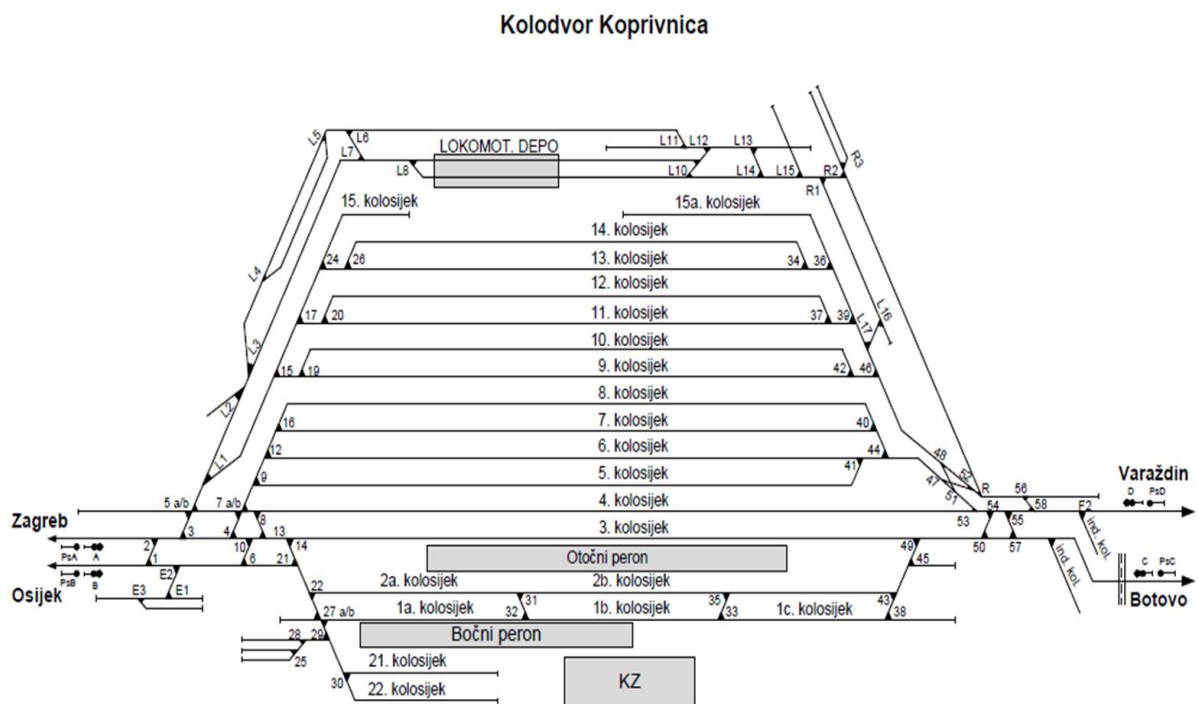 Kolodvor Koprivnica
L5
L6
L7
LOKOMOT. DEPO
L8
L11
L12
L13
L10
L14
L15
R2
R3
R1
15. kolosijek
15a. kolosijek
14. kolosijek
24
26
13. kolosijek
34
36
12. kolosijek
L4
17
20
11. kolosijek
37
39
L17
L16
10. kolosijek
L3
15
19
9. kolosijek
42
46
8. kolosijek
L2
16
7. kolosijek
40
12
6. kolosijek
44
L1
9
5. kolosijek
41
48
47
52
51
R
56
Varaždin
D
PsD
5 a/b
7 a/b
4. kolosijek
58
E2
Zagreb
3
4
8
13
3. kolosijek
53
54
55
50
57
ind. kol.
ind. kol.
PsA
A
2
1
10
6
14
21
Otočni peron
49
45
C
PsC
PsB
B
E2
E1
E3
Osijek
Botovo
22
2a. kolosijek
2b. kolosijek
27 a/b
1a. kolosijek
31
32
1b. kolosijek
35
33
1c. kolosijek
43
38
28
29
25
Bočni peron
30
21. kolosijek
22. kolosijek
KZ